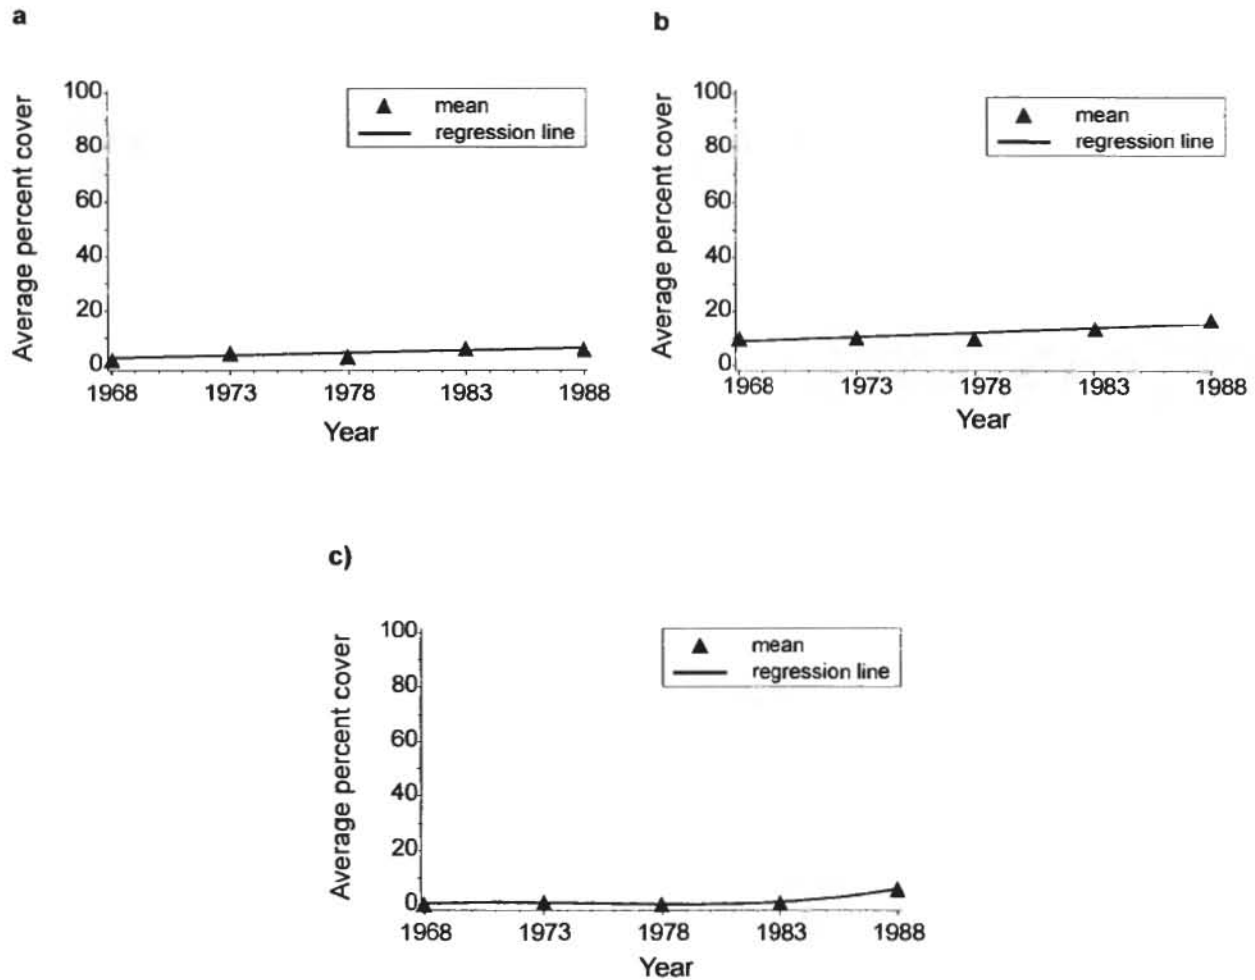 a
Average percent cover
100
80
60
40
20
0
mean
regression line
1968 1973 1978 1983 1988
Year
b
Average percent cover
100
80
60
40
20
0
mean
regression line
1968 1973 1978 1983 1988
Year
c)
Average percent cover
100
80
60
40
20
0
mean
regression line
1968 1973 1978 1983 1988
Year